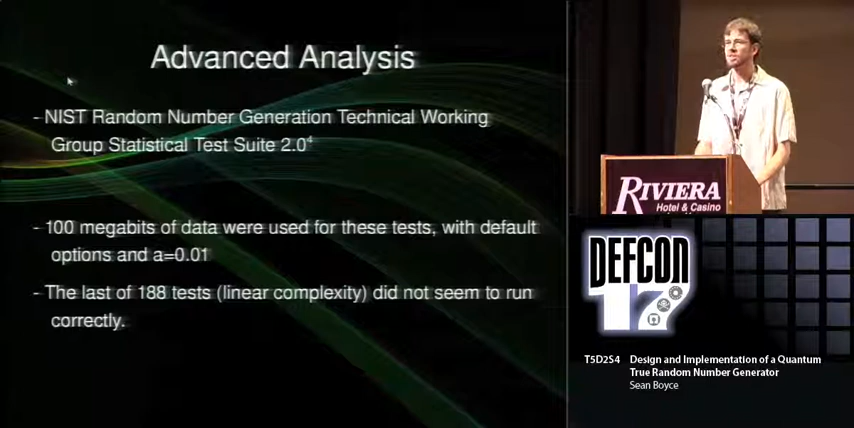 Advanced Analysis
- NIST Random Number Generation Technical Working
Group Statistical Test Suite 2.0⁴
- 100 megabits of data were used for these tests, with default
options and a=0.01
- The last of 188 tests (linear complexity) did not seem to run
correctly.
RIVIERA
Hotel & Casino
DEFCON
17
T5D2S4 Design and Implementation of a Quantum
True Random Number Generator
Sean Boyce